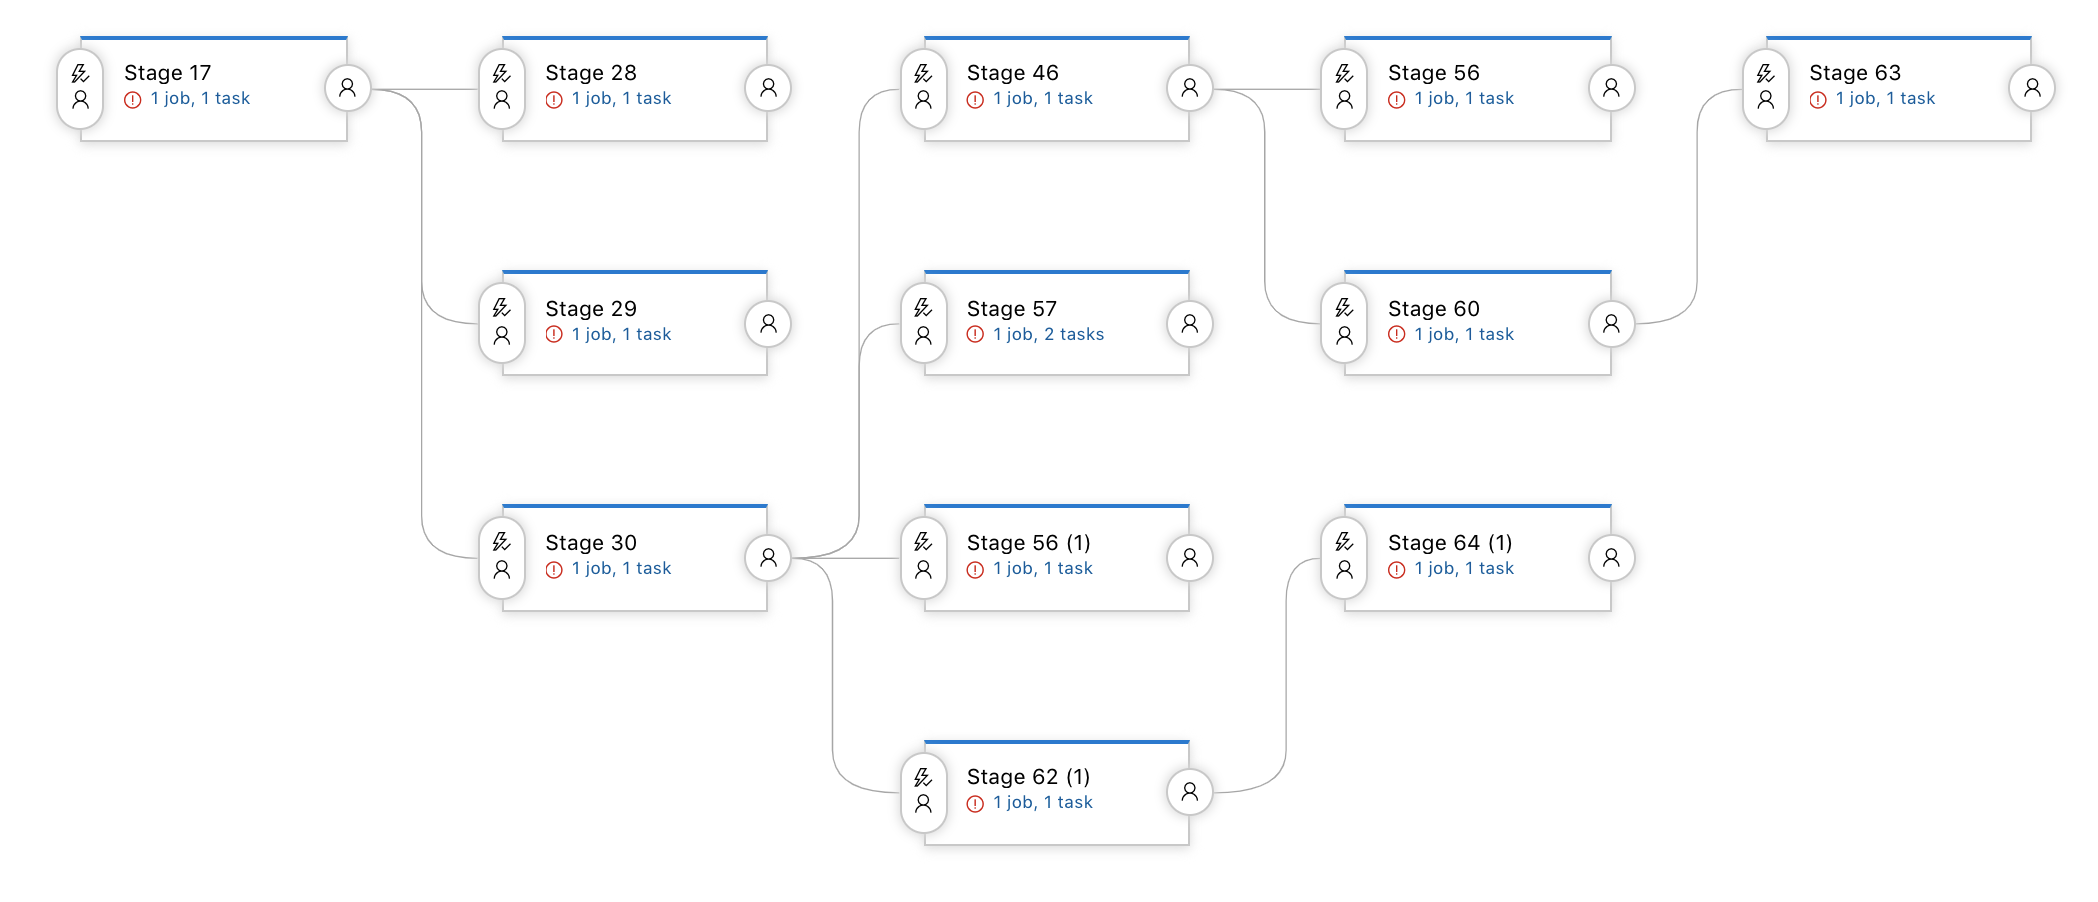 Stage 17
1 job, 1 task
Stage 28
1 job, 1 task
Stage 46
1 job, 1 task
Stage 56
1 job, 1 task
Stage 63
1 job, 1 task
Stage 29
1 job, 1 task
Stage 57
1 job, 2 tasks
Stage 60
1 job, 1 task
Stage 30
1 job, 1 task
Stage 56 (1)
1 job, 1 task
Stage 64 (1)
1 job, 1 task
Stage 62 (1)
1 job, 1 task